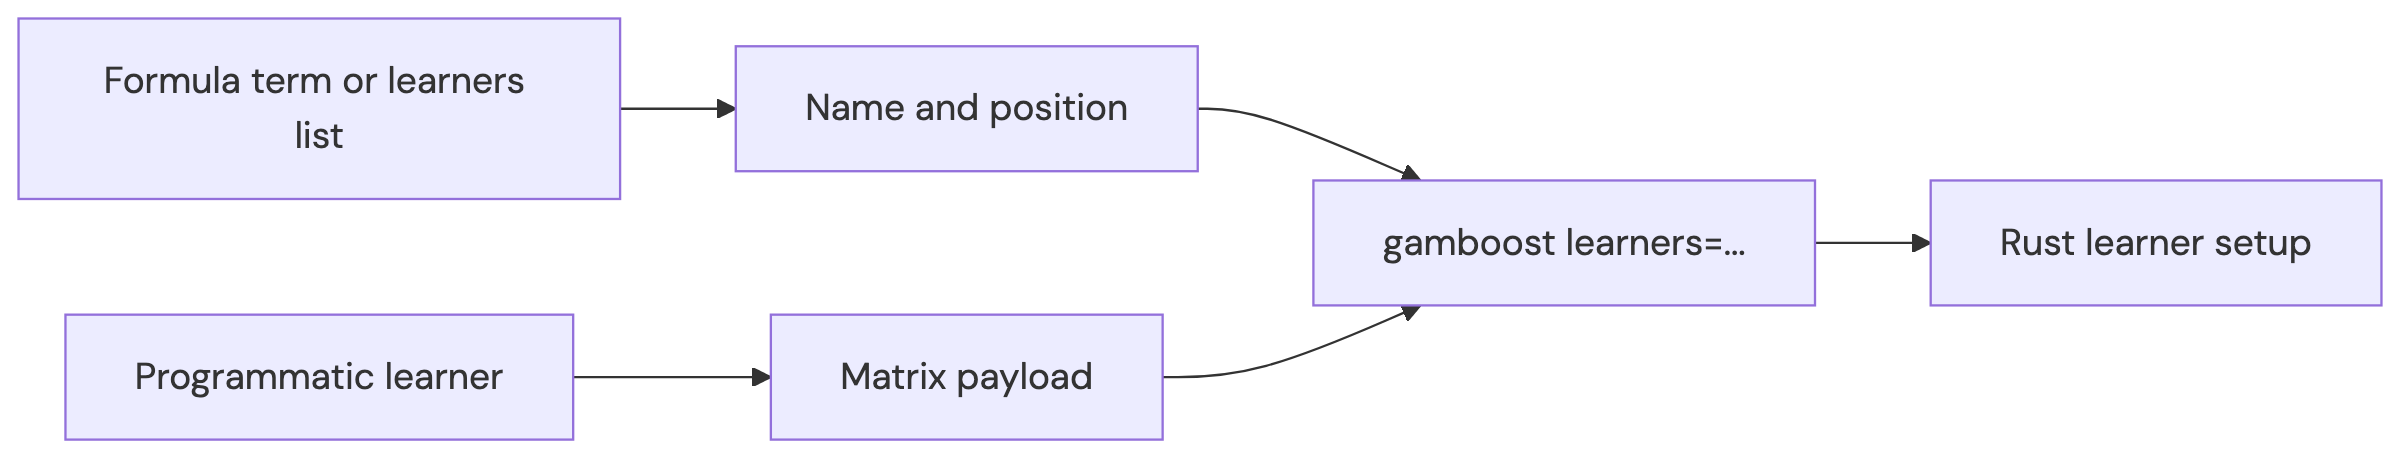 Formula term or learners
list
Name and position
gamboost learners=...
Rust learner setup
Programmatic learner
Matrix payload